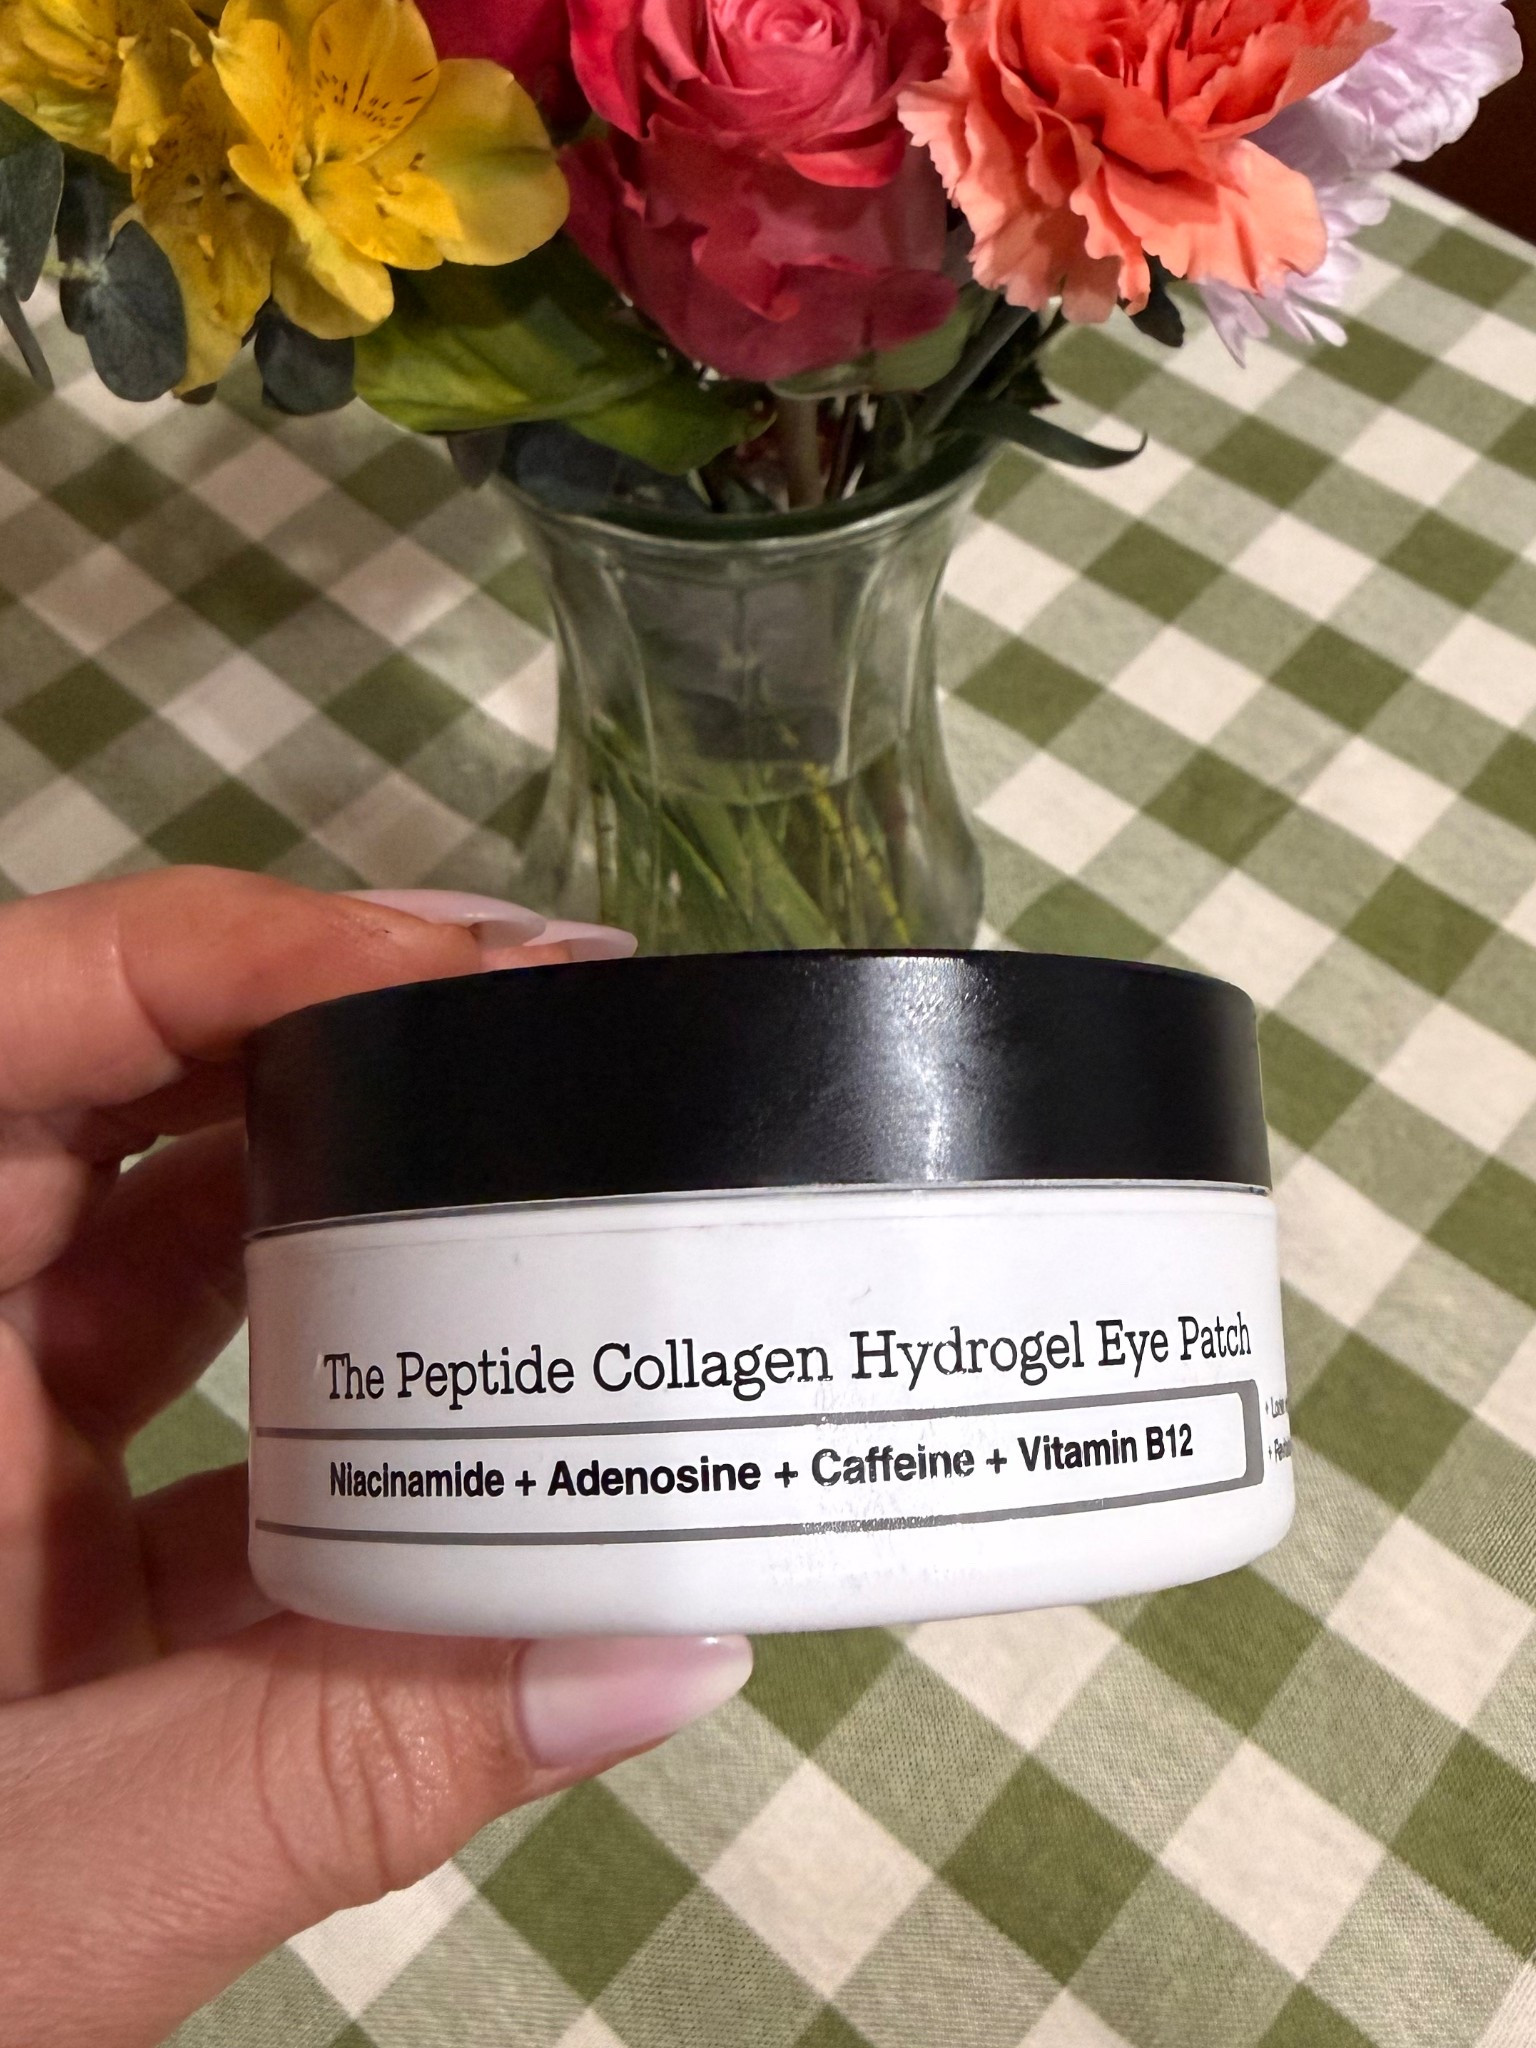 The Peptide Collagen Hydrogel Eye Patch
Niacinamide + Adenosine + Caffeine + Vitamin B12